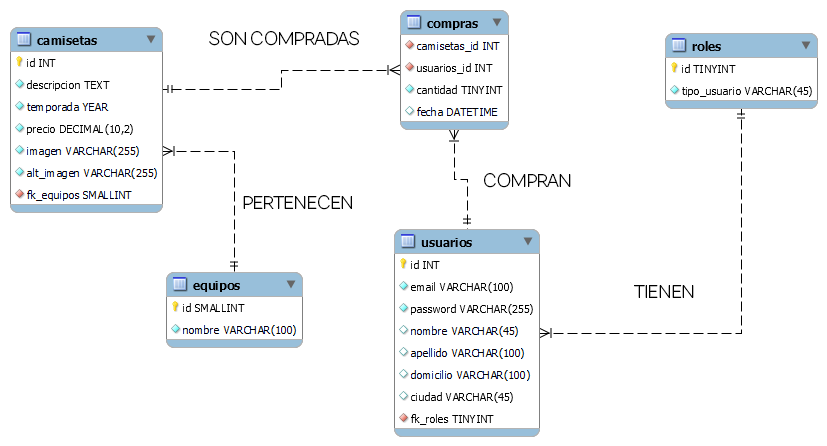 camisetas
id INT
descripcion TEXT
temporada YEAR
precio DECIMAL(10,2)
imagen VARCHAR(255)
alt_imagen VARCHAR(255)
fk_equipos SMALLINT
SON COMPRADAS
compras
camisetas_id INT
usuarios_id INT
cantidad TINYINT
fecha DATETIME
roles
id TINYINT
tipo_usuario VARCHAR(45)
PERTENECEN
COMPRAN
TIENEN
equipos
id SMALLINT
nombre VARCHAR(100)
usuarios
id INT
email VARCHAR(100)
password VARCHAR(255)
nombre VARCHAR(45)
apellido VARCHAR(100)
domicilio VARCHAR(100)
ciudad VARCHAR(45)
fk_roles TINYINT